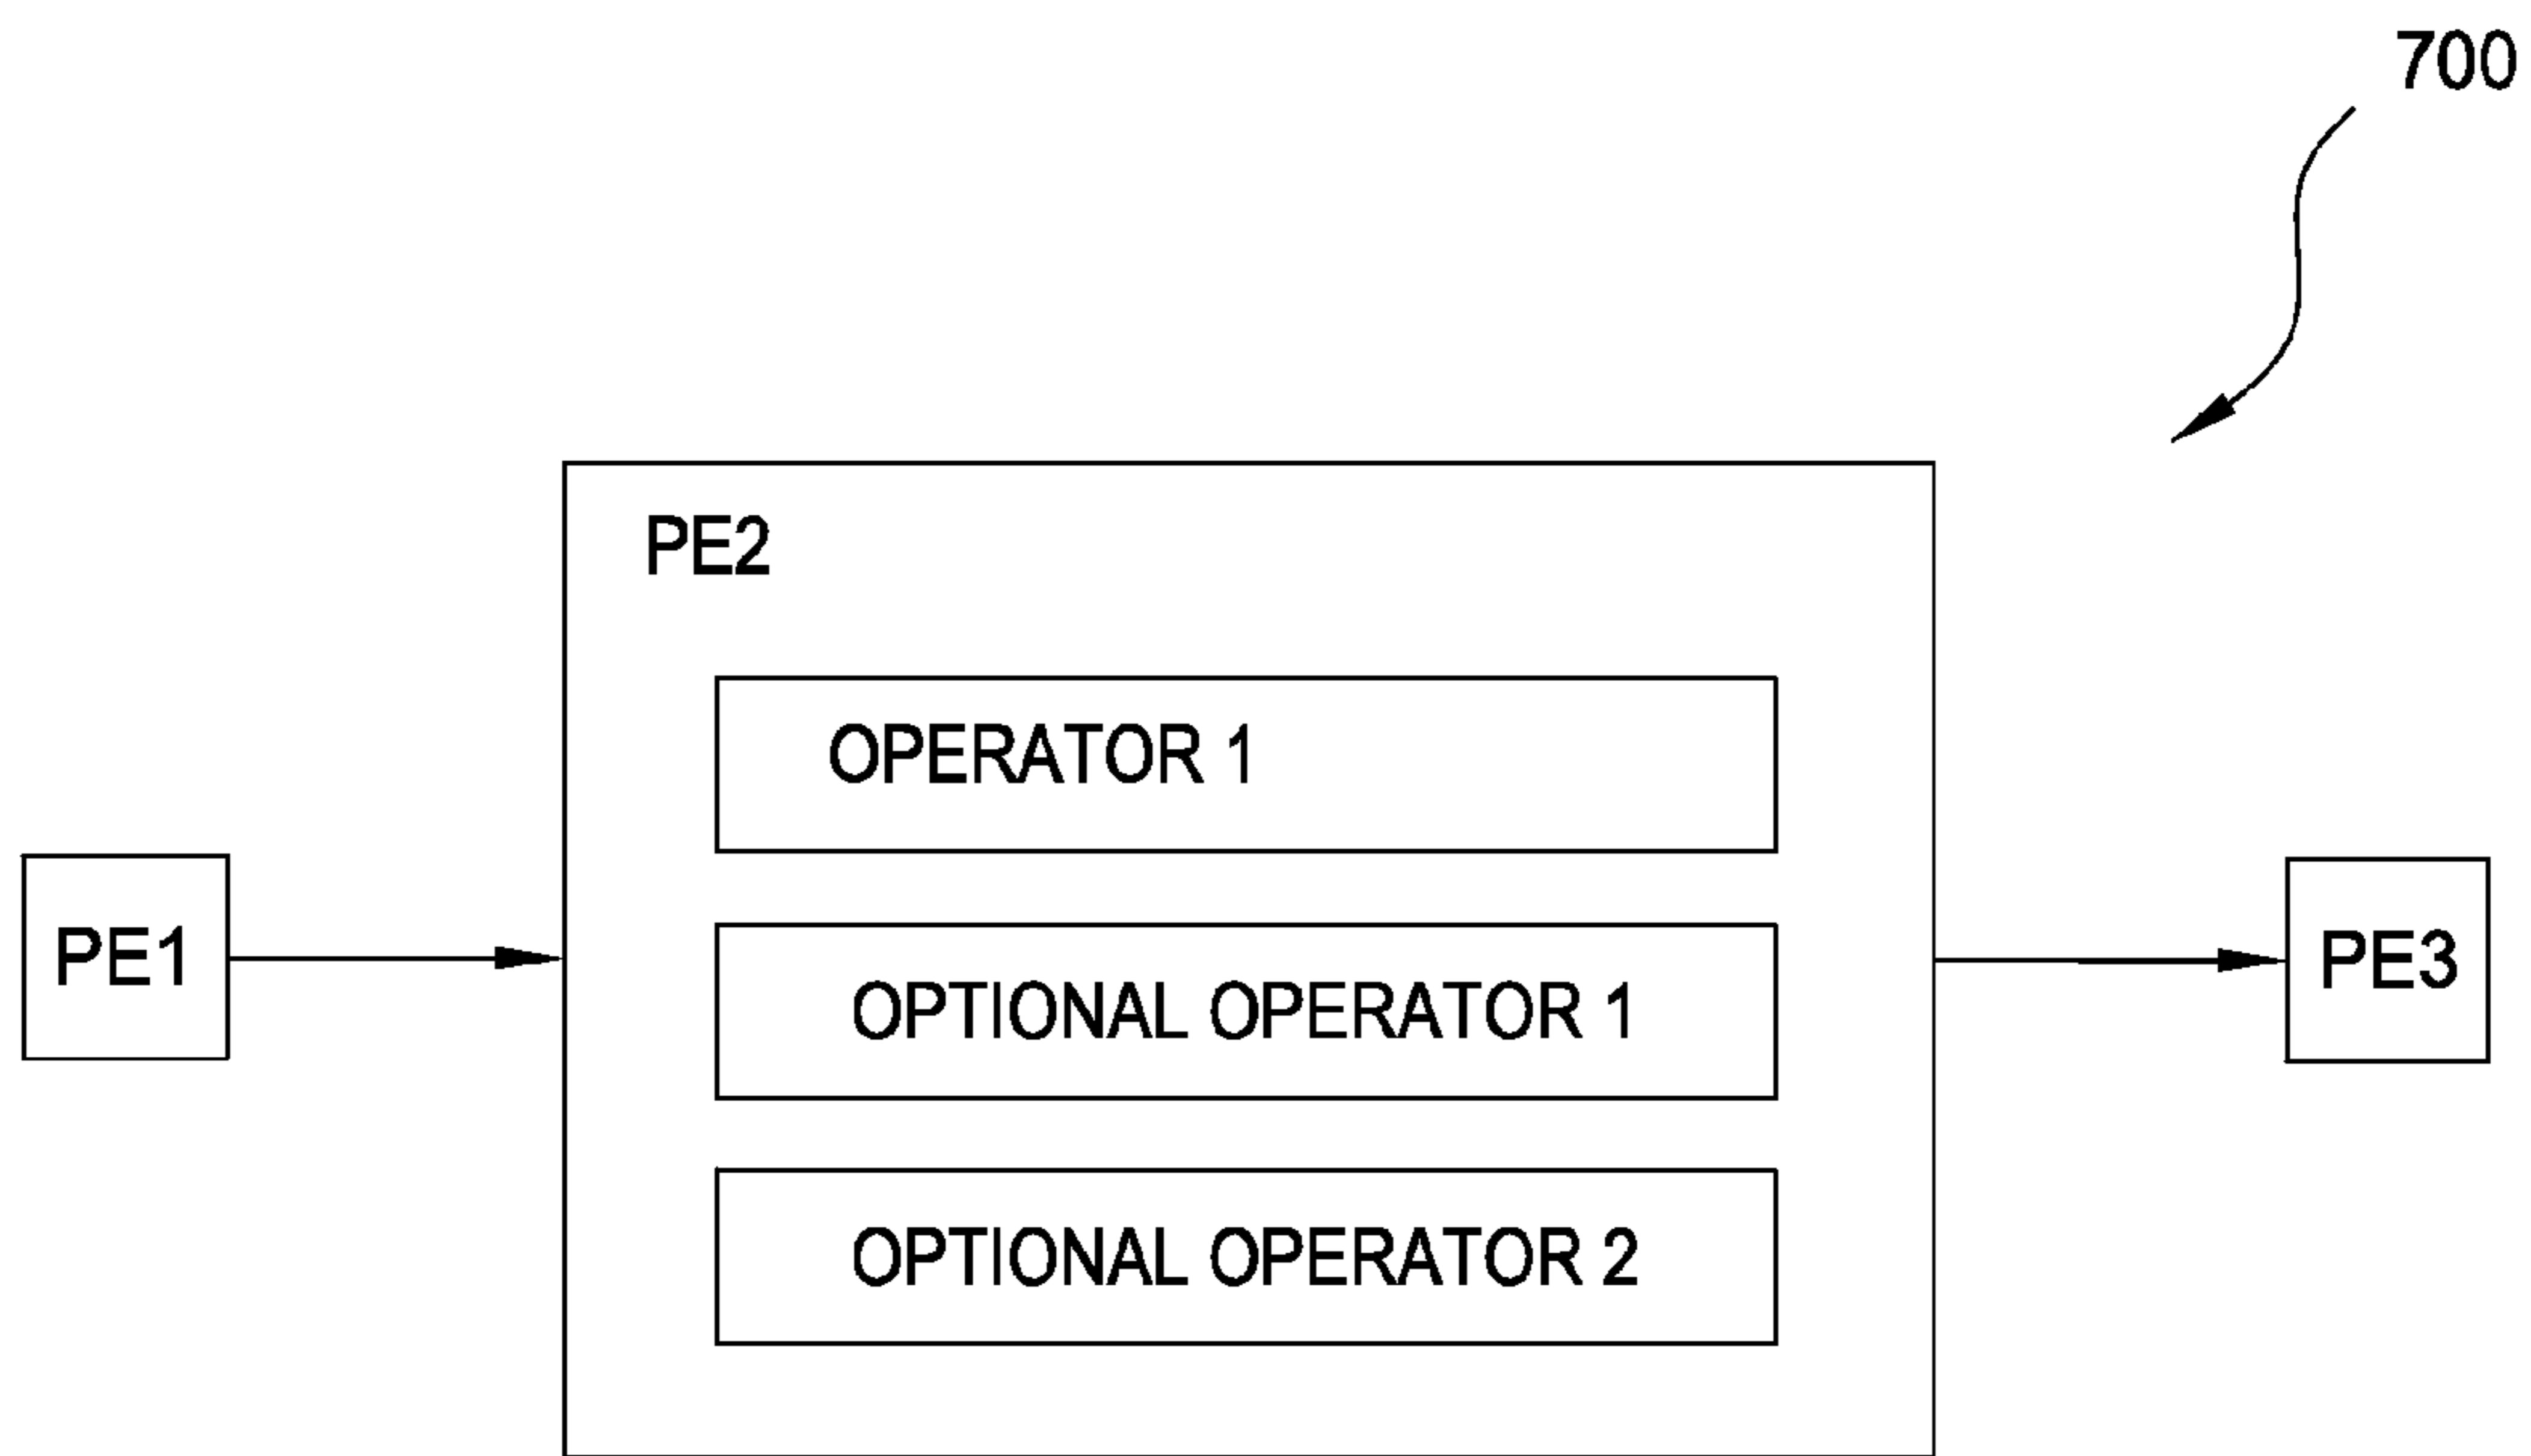 700
PE2
OPERATOR 1
PE1
OPTIONAL OPERATOR 1
PE3
OPTIONAL OPERATOR 2